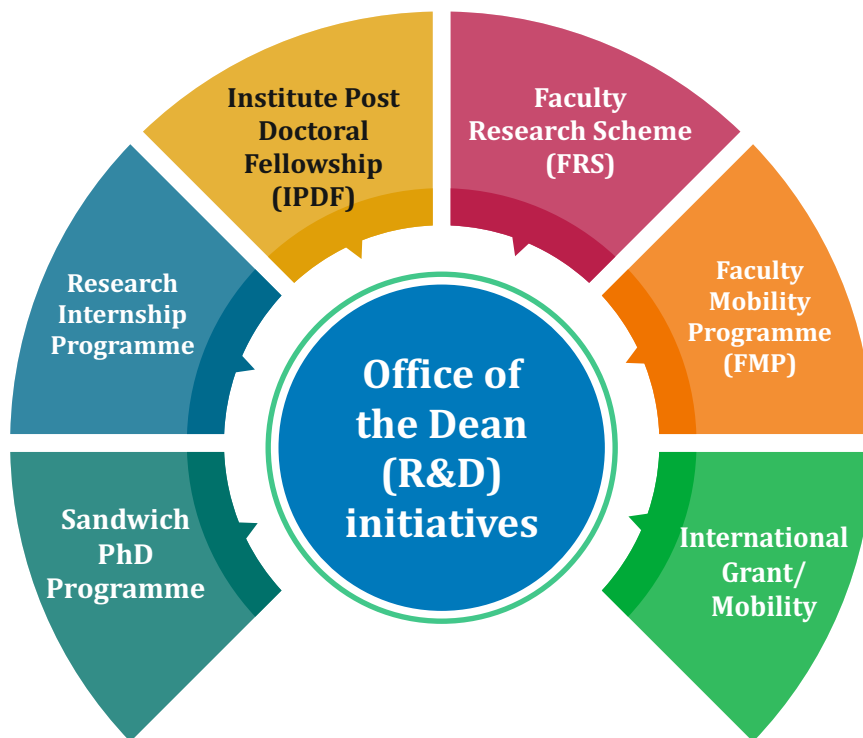 Institute Post
Doctoral
Fellowship
(IPDF)
Faculty
Research Scheme
(FRS)
Research
Internship
Programme
Faculty
Mobility
Programme
(FMP)
Office of
the Dean
(R&D)
initiatives
Sandwich
PhD
Programme
International
Grant/
Mobility